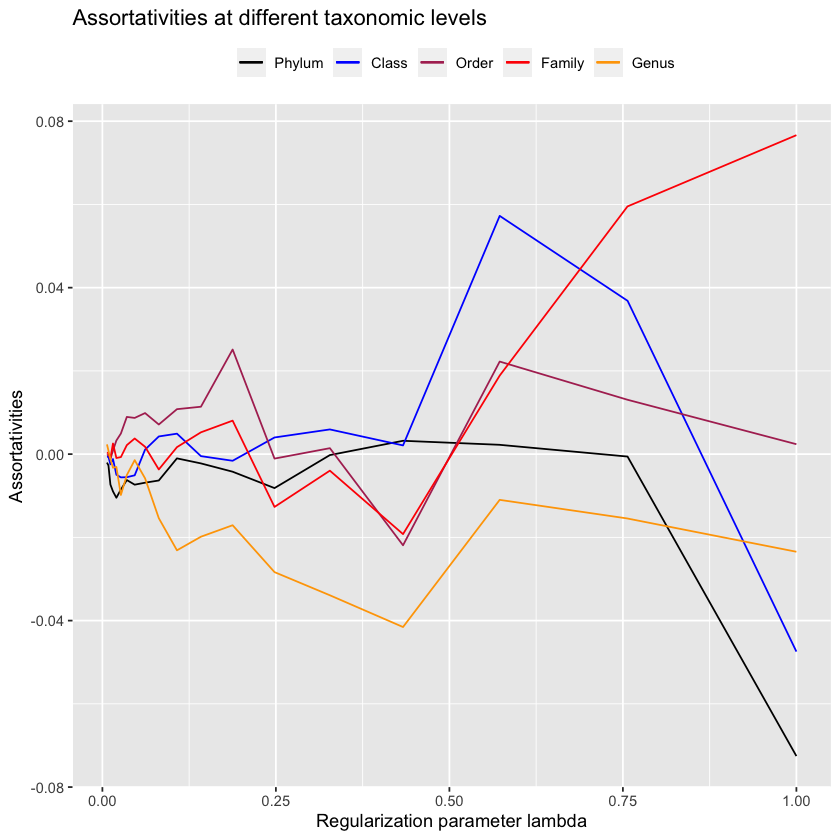 Assortativities at different taxonomic levels
Phylum Class Order Family Genus
Assortativities
0.08
0.04
0.00
-0.04
-0.08
0.00 0.25 0.50 0.75 1.00
Regularization parameter lambda